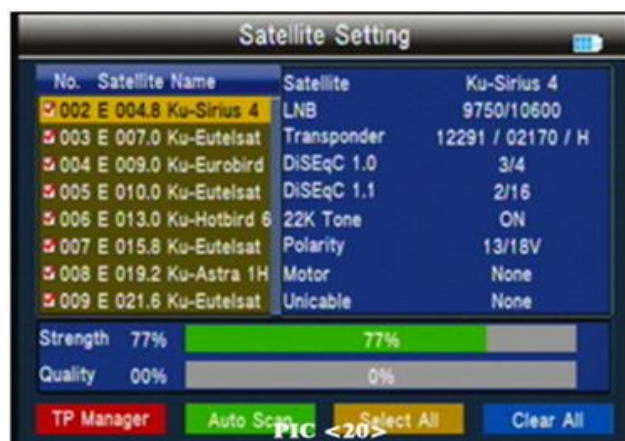 Satellite Setting
No. Satellite Name
002 E 004.8 Ku-Sirius 4
003 E 007.0 Ku-Eutelsat
004 E 009.0 Ku-Eurobird
005 E 010.0 Ku-Eutelsat
006 E 013.0 Ku-Hotbird 6
007 E 015.8 Ku-Eutelsat
008 E 019.2 Ku-Astra 1H
009 E 021.6 Ku-Eutelsat
Satellite Ku-Sirius 4
LNB 9750/10600
Transponder 12291 / 02170 / H
DiSEqC 1.0 3/4
DiSEqC 1.1 2/16
22K Tone ON
Polarity 13/18V
Motor None
Unicable None
Strength 77% 77%
Quality 00% 0%
TP Manager Auto Scan Select All Clear All
PIC <20>